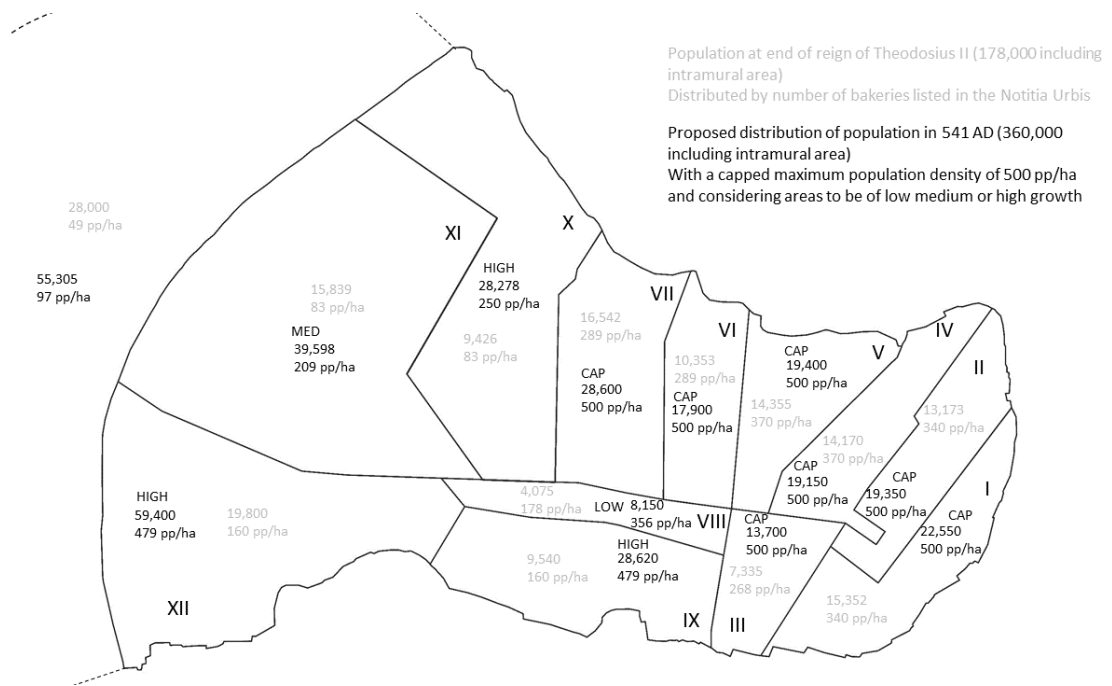 Population at end of reign of Theodosius II (178,000 including
intramural area)
Distributed by number of bakeries listed in the Notitia Urbis
Proposed distribution of population in 541 AD (360,000
including intramural area)
With a capped maximum population density of 500 pp/ha
and considering areas to be of low medium or high growth
28,000
49 pp/ha
55,305
97 pp/ha
XI
15,839
83 pp/ha
MED
39,598
209 pp/ha
X
HIGH
28,278
250 pp/ha
9,426
83 pp/ha
VII
16,542
289 pp/ha
CAP
28,600
500 pp/ha
VI
10,353
289 pp/ha
CAP
17,900
500 pp/ha
V
CAP
19,400
500 pp/ha
14,355
370 pp/ha
IV
14,170
370 pp/ha
CAP
19,150
500 pp/ha
II
13,173
340 pp/ha
CAP
19,350
500 pp/ha
I
CAP
22,550
500 pp/ha
15,352
340 pp/ha
HIGH
59,400
479 pp/ha
19,800
160 pp/ha
XII
4,075
178 pp/ha
LOW 8,150
356 pp/ha
VIII
CAP
13,700
500 pp/ha
7,335
268 pp/ha
III
9,540
160 pp/ha
HIGH
28,620
479 pp/ha
IX